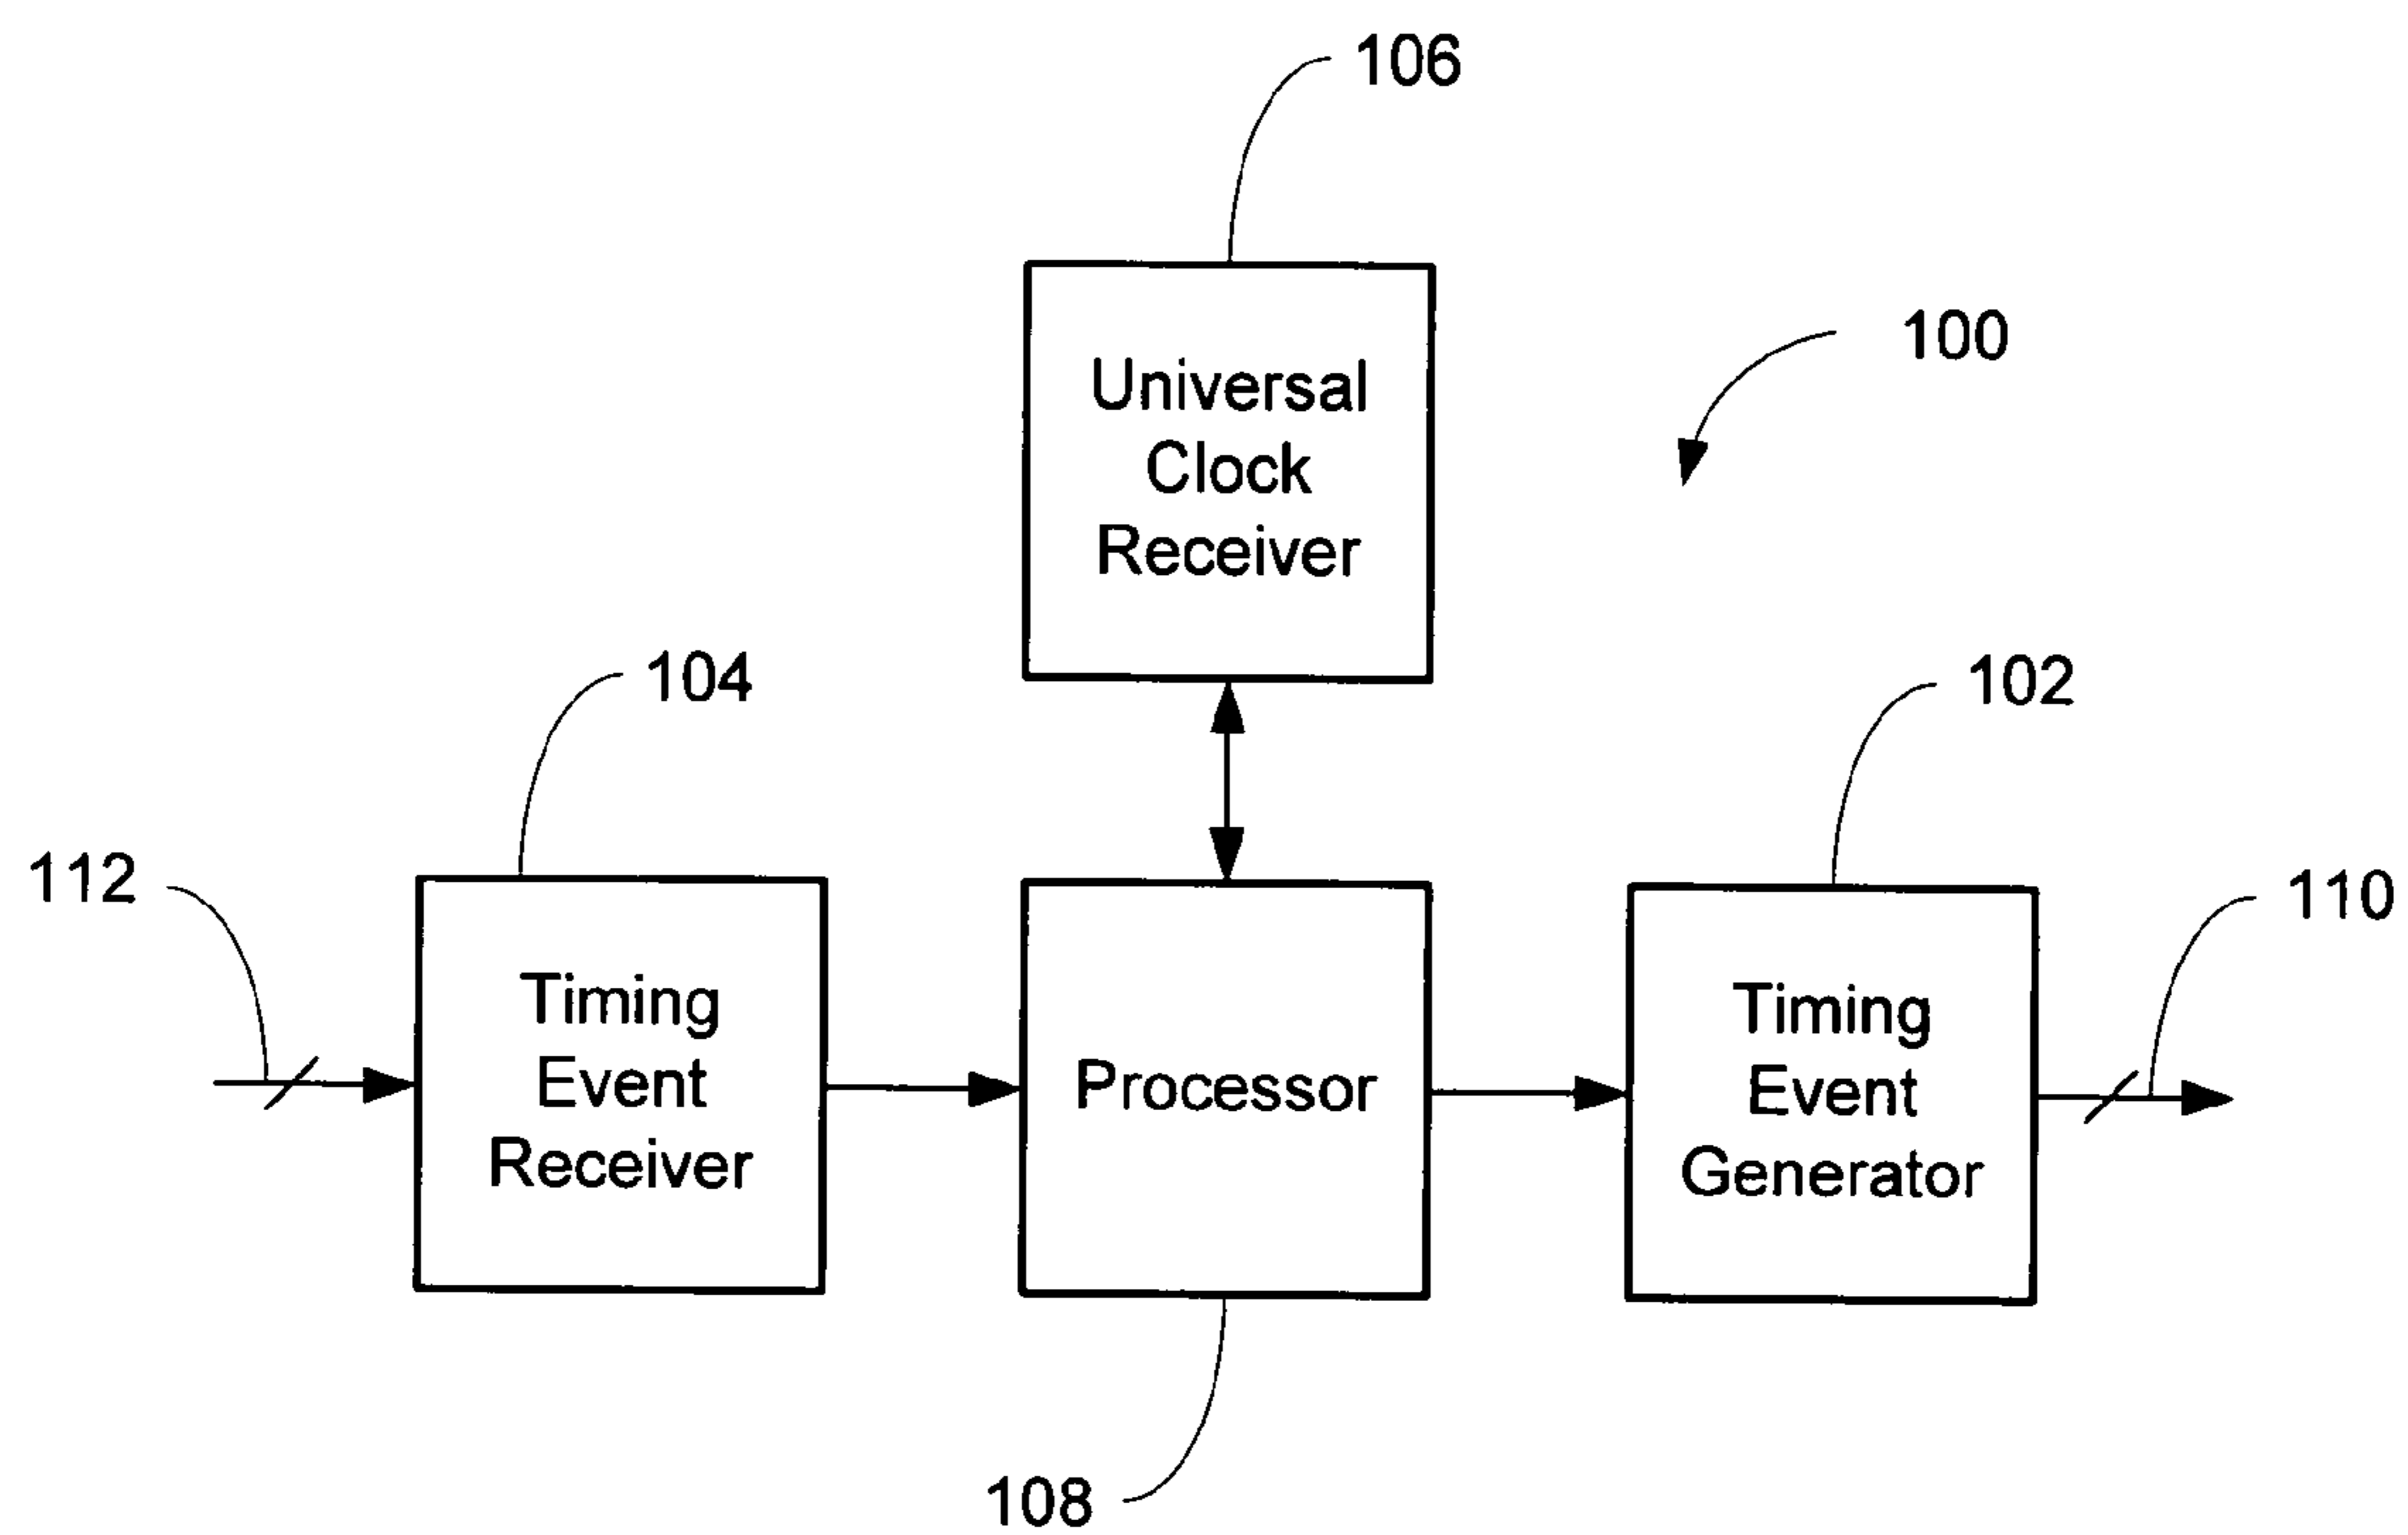 106
100
Universal
Clock
Receiver
104
102
112
110
Timing
Event
Receiver
Processor
Timing
Event
Generator
108